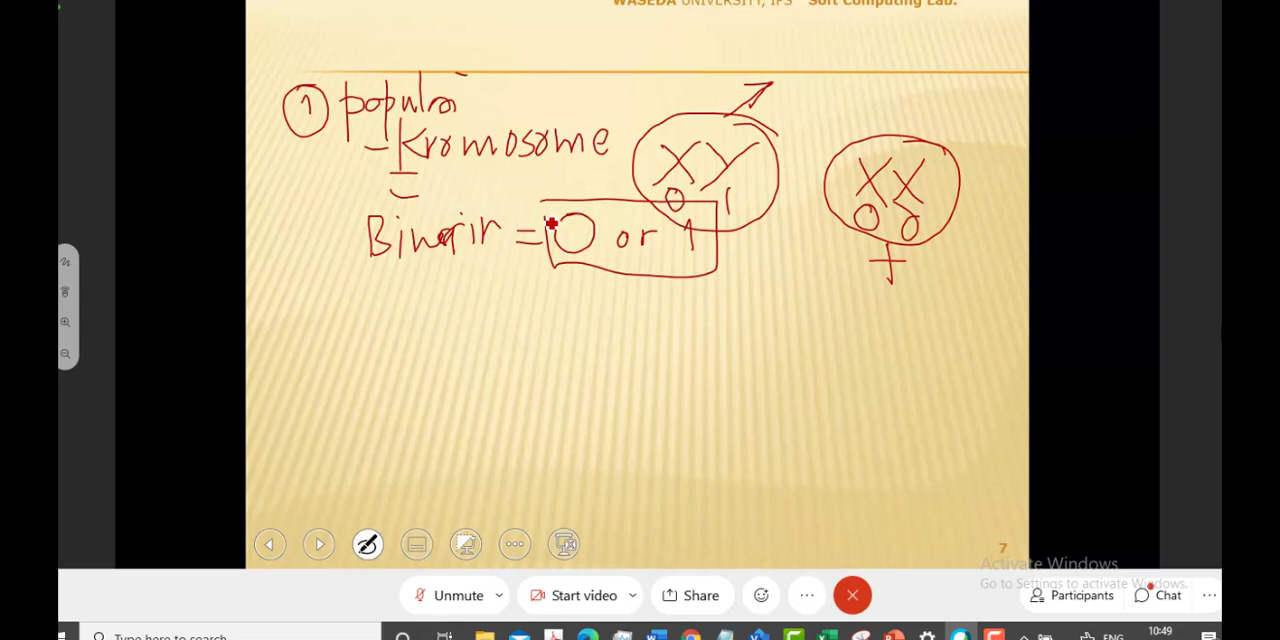 WASEDA UNIVERSITY, IPS Soft Computing Lab.
1 popula
- Kromosome
XY
0 1
XX
0 0
Binair = 0 or 1
7
Activate Windows
Go to Settings to activate Windows.
Unmute Start video Share Participants Chat
Type here to search ENG 10:49